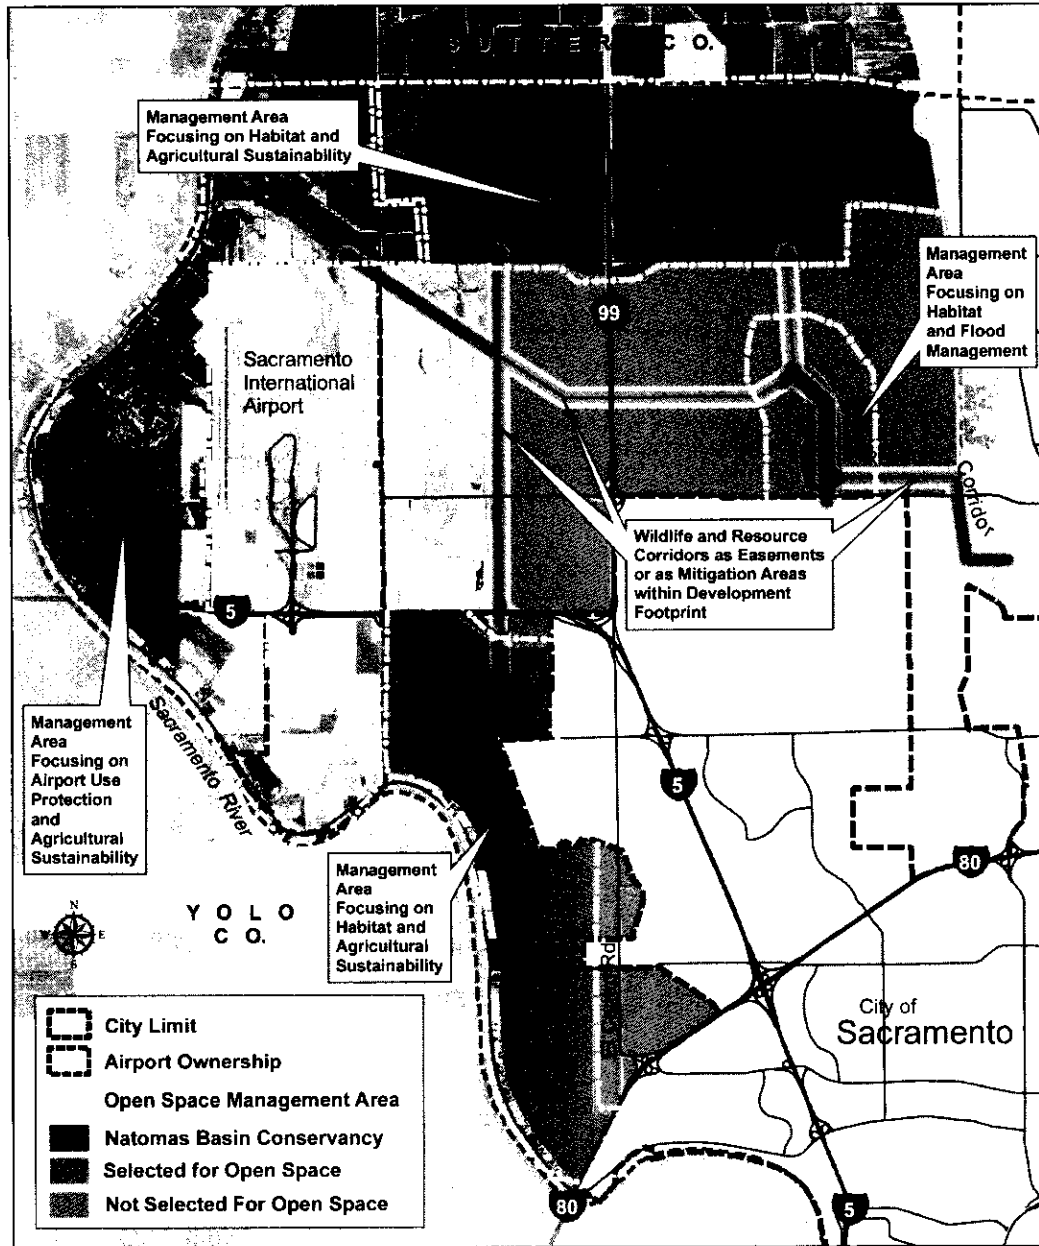 SUTTER CO.
Management Area
Focusing on Habitat and
Agricultural Sustainability
Management
Area
Focusing on
Habitat
and Flood
Management
99
Sacramento
International
Airport
Corridor
Wildlife and Resource
Corridors as Easements
or as Mitigation Areas
within Development
Footprint
5
Management
Area
Focusing on
Airport Use
Protection
and
Agricultural
Sustainability
Sacramento River
5
80
Management
Area
Focusing on
Habitat and
Agricultural
Sustainability
N
W E
S
YOLO
CO.
Rd
City of
Sacramento
City Limit
Airport Ownership
Open Space Management Area
Natomas Basin Conservancy
Selected for Open Space
Not Selected For Open Space
80
5